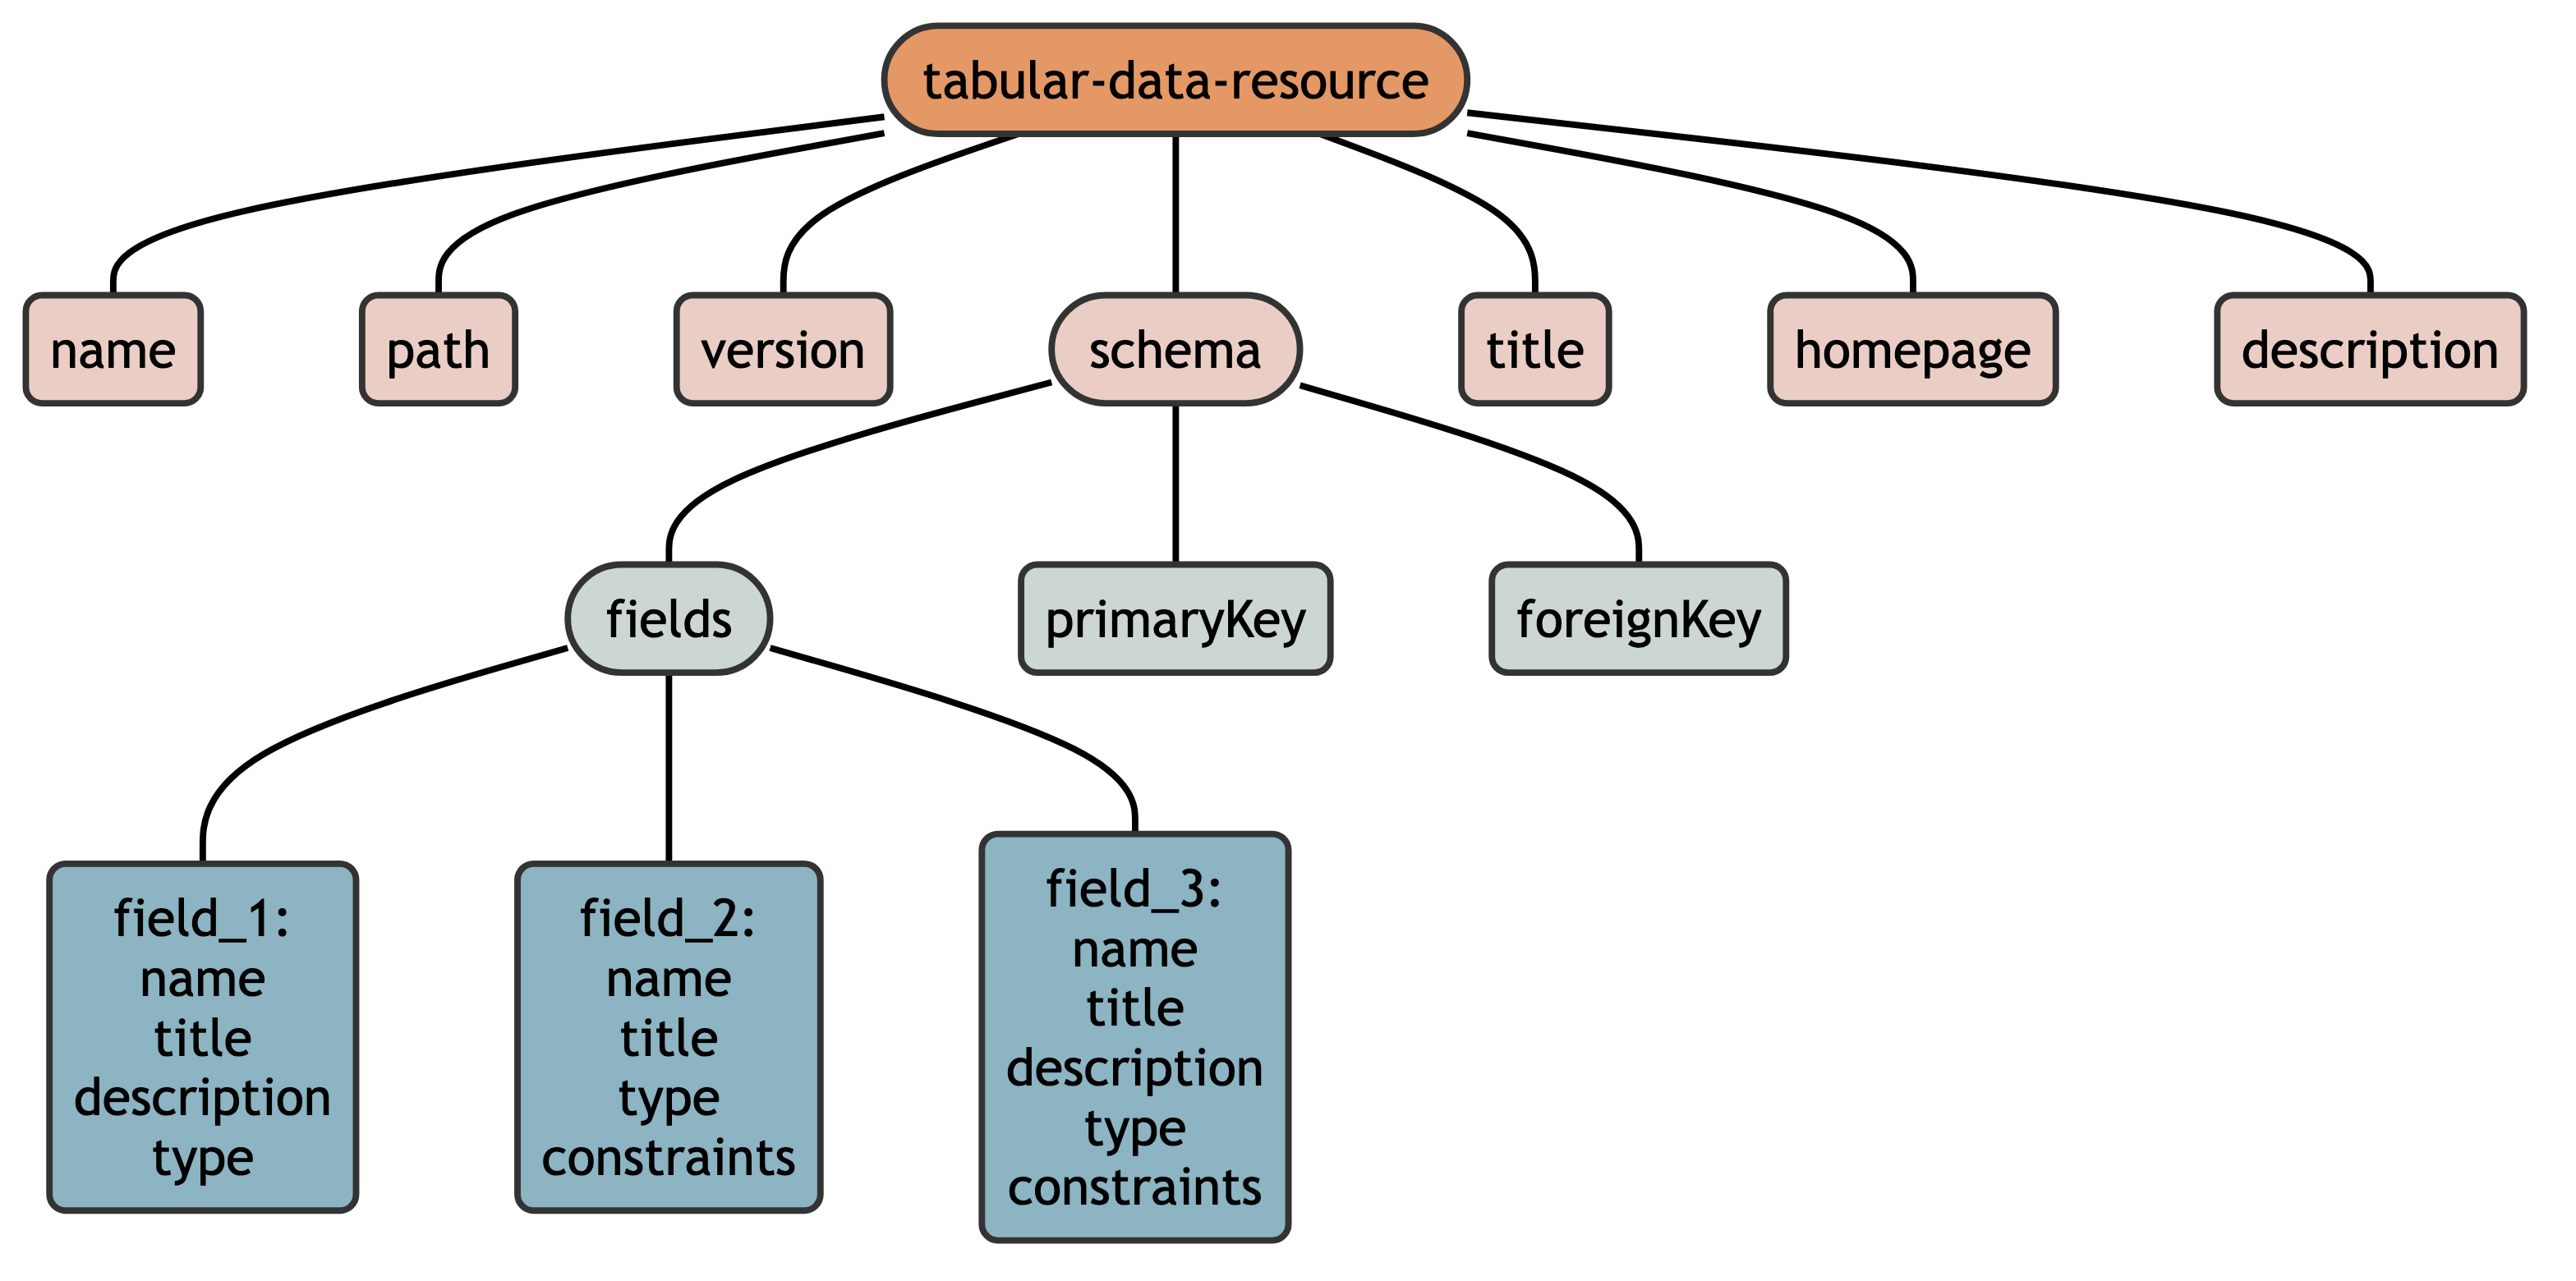 tabular-data-resource
name
path
version
schema
title
homepage
description
fields
primaryKey
foreignKey
field_1:
name
title
description
type
field_2:
name
title
type
constraints
field_3:
name
title
description
type
constraints